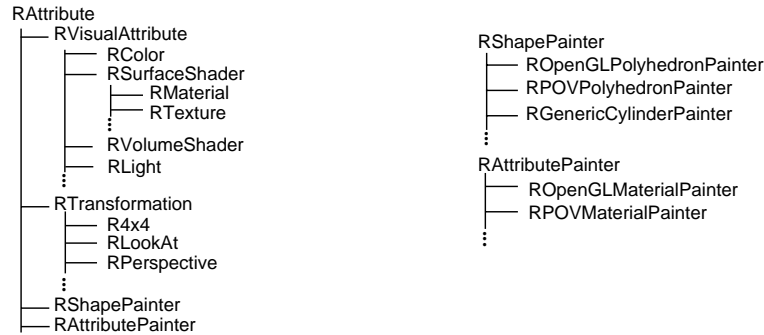 RAttribute
RVisualAttribute
RColor
RSurfaceShader
RMaterial
RTexture
RVolumeShader
RLight
RTransformation
R4x4
RLookAt
RPerspective
RShapePainter
RAttributePainter
RShapePainter
ROpenGLPolyhedronPainter
RPOVPolyhedronPainter
RGenericCylinderPainter
RAttributePainter
ROpenGLMaterialPainter
RPOVMaterialPainter